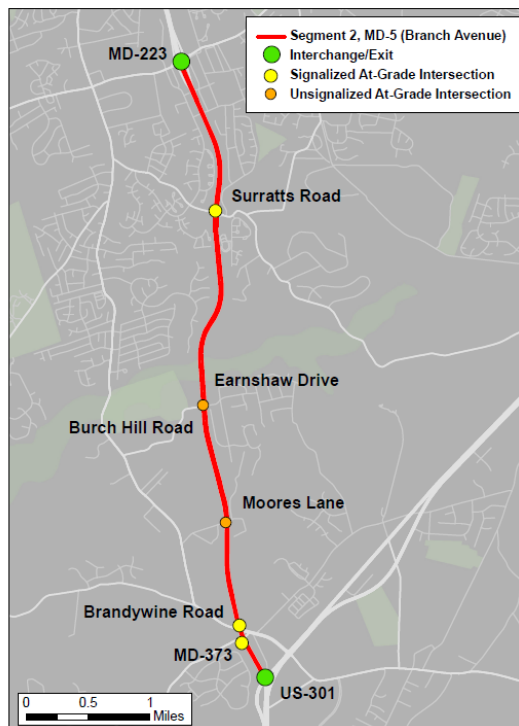 Segment 2, MD-5 (Branch Avenue)
Interchange/Exit
Signalized At-Grade Intersection
Unsignalized At-Grade Intersection
MD-223
Surratts Road
Earnshaw Drive
Burch Hill Road
Moores Lane
Brandywine Road
MD-373
US-301
0 0.5 1
Miles